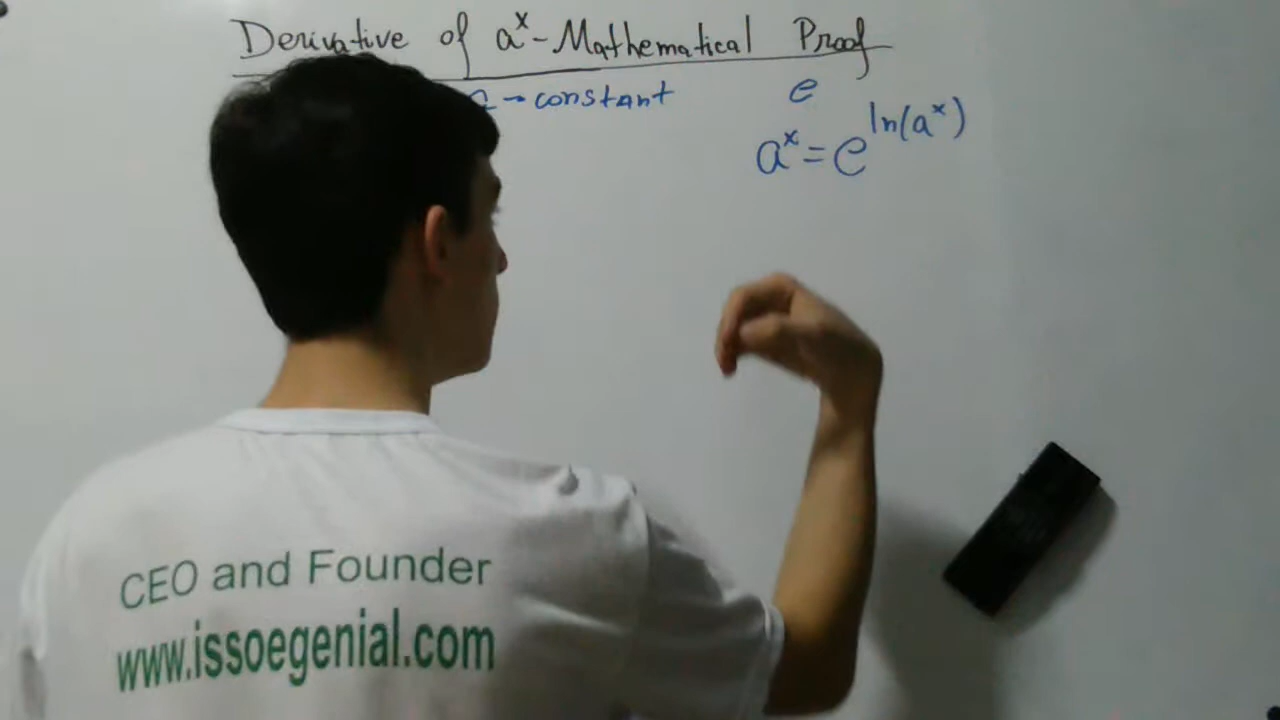 Derivative of a^x - Mathematical Proof
a → constant
e
a^x = e^ln(a^x)
CEO and Founder
www.issoegenial.com